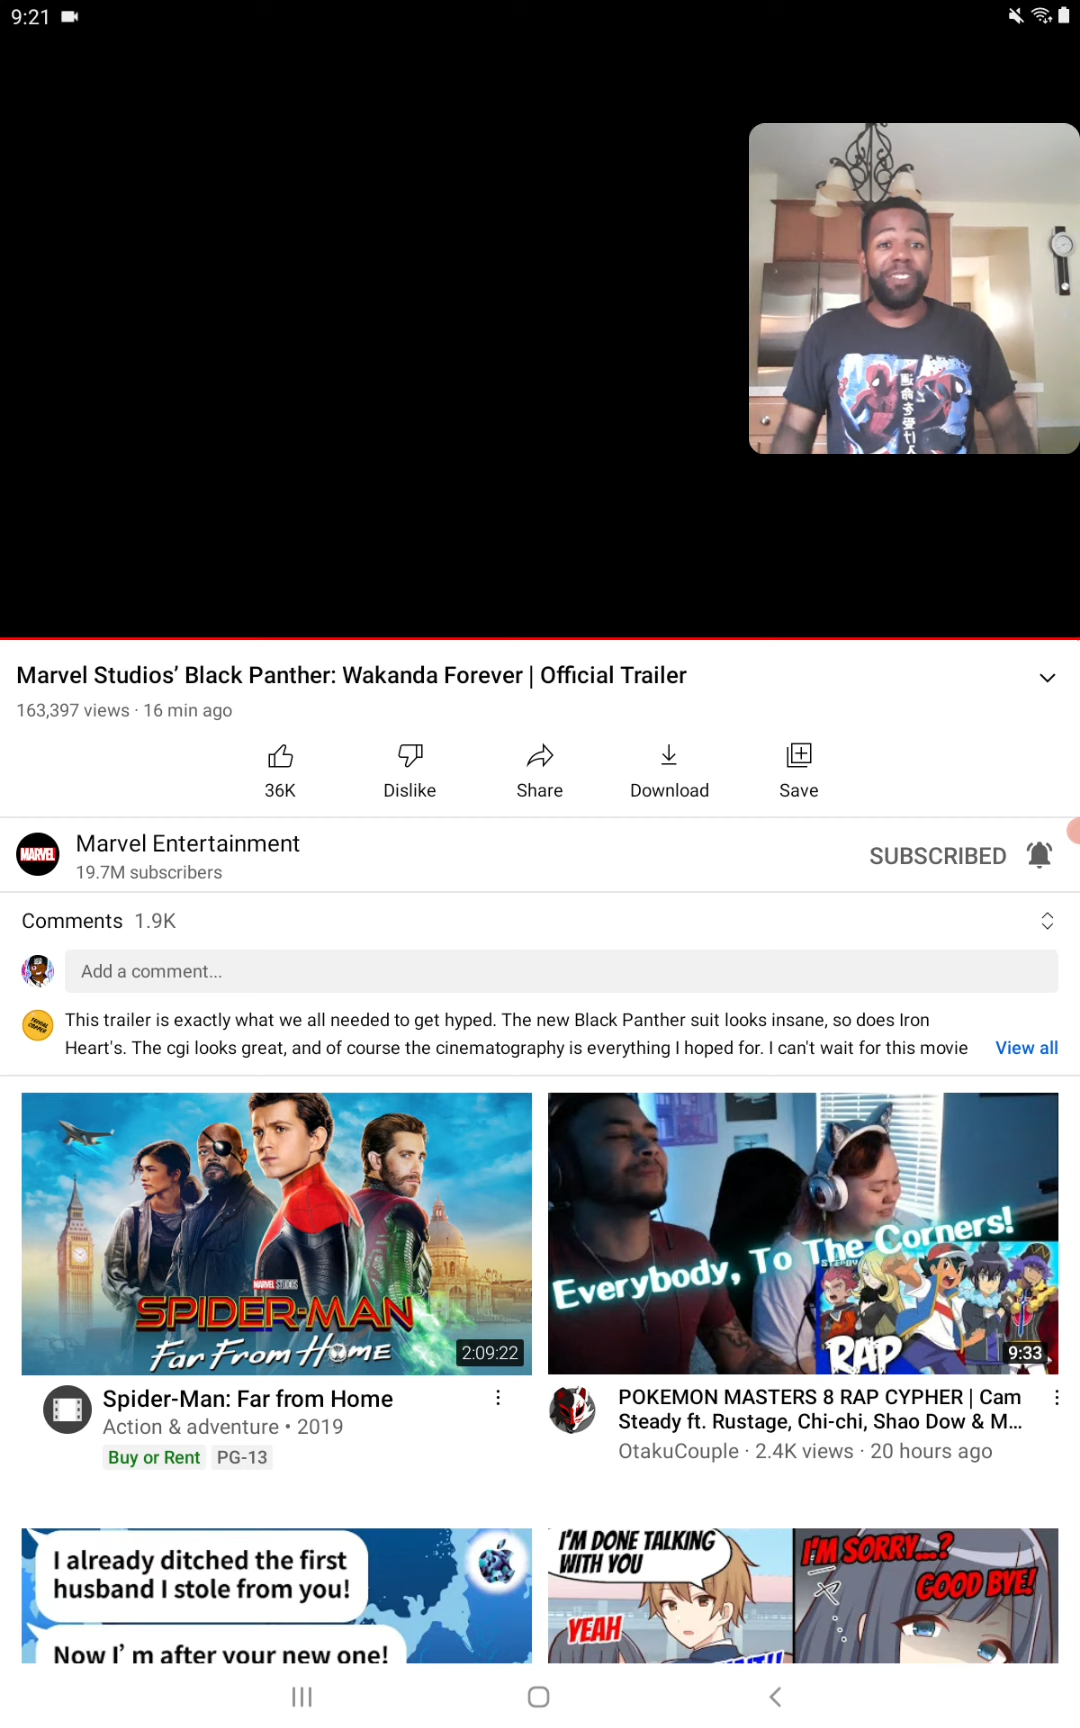 9:21
運命を受け
Marvel Studios’ Black Panther: Wakanda Forever | Official Trailer
163,397 views · 16 min ago
36K
Dislike
Share
Download
Save
MARVEL
Marvel Entertainment
19.7M subscribers
SUBSCRIBED
Comments 1.9K
Add a comment...
This trailer is exactly what we all needed to get hyped. The new Black Panther suit looks insane, so does Iron
Heart's. The cgi looks great, and of course the cinematography is everything I hoped for. I can't wait for this movie
View all
MARVEL STUDIOS
SPIDER-MAN
Far From Home
2:09:22
Everybody, To The Corners!
RAP
9:33
Spider-Man: Far from Home
Action & adventure • 2019
Buy or Rent PG-13
POKEMON MASTERS 8 RAP CYPHER | Cam
Steady ft. Rustage, Chi-chi, Shao Dow & M...
OtakuCouple · 2.4K views · 20 hours ago
I already ditched the first
husband I stole from you!
Now I’m after your new one!
I'M DONE TALKING
WITH YOU
YEAH
I'M SORRY...?
GOOD BYE!